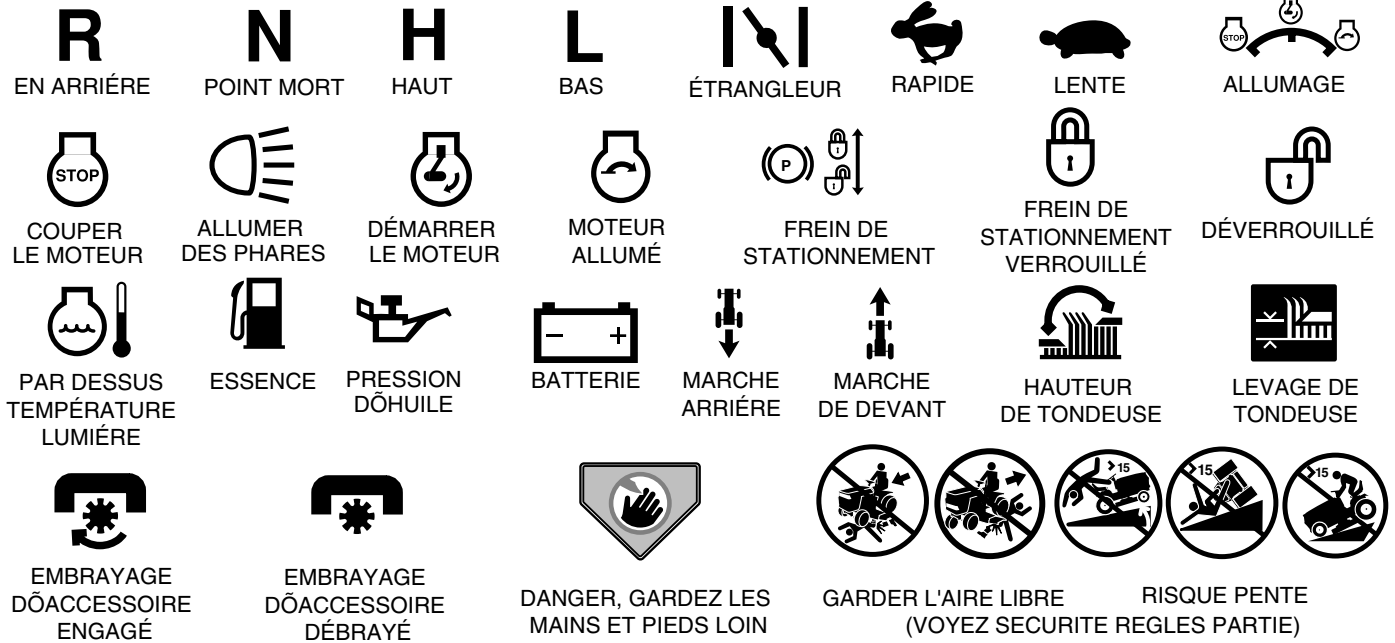 R N H L
EN ARRIÉRE POINT MORT HAUT BAS ÉTRANGLEUR RAPIDE LENTE ALLUMAGE
STOP
STOP
COUPER
LE MOTEUR
ALLUMER
DES PHARES
DÉMARRER
LE MOTEUR
MOTEUR
ALLUMÉ
P
FREIN DE
STATIONNEMENT
FREIN DE
STATIONNEMENT
VERROUILLÉ
DÉVERROUILLÉ
PAR DESSUS
TEMPÉRATURE
LUMIÉRE
ESSENCE
PRESSION
DÕHUILE
− +
BATTERIE
MARCHE
ARRIÉRE
MARCHE
DE DEVANT
HAUTEUR
DE TONDEUSE
LEVAGE DE
TONDEUSE
EMBRAYAGE
DÕACCESSOIRE
ENGAGÉ
EMBRAYAGE
DÕACCESSOIRE
DÉBRAYÉ
DANGER, GARDEZ LES
MAINS ET PIEDS LOIN
>15 >15 >15
GARDER L'AIRE LIBRE RISQUE PENTE
(VOYEZ SECURITE REGLES PARTIE)